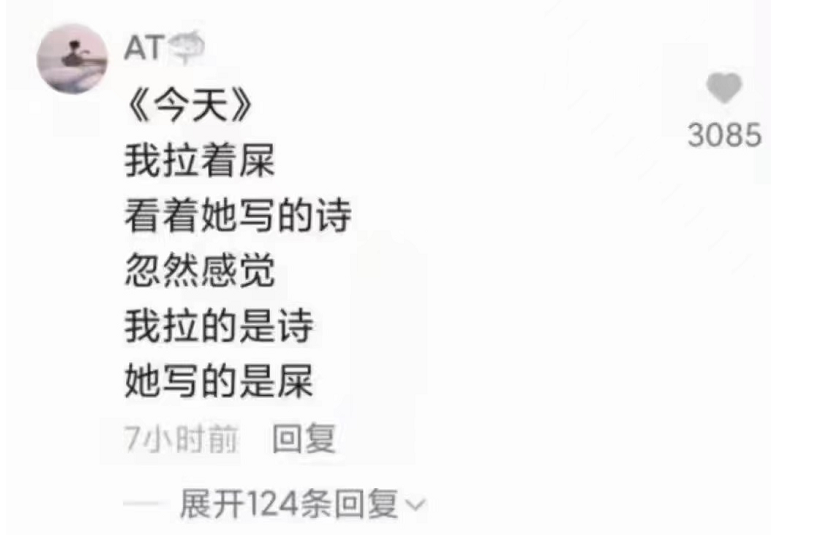 AT🦈
《今天》
3085
我拉着屎
看着她写的诗
忽然感觉
我拉的是诗
她写的是屎
7小时前 回复
展开124条回复